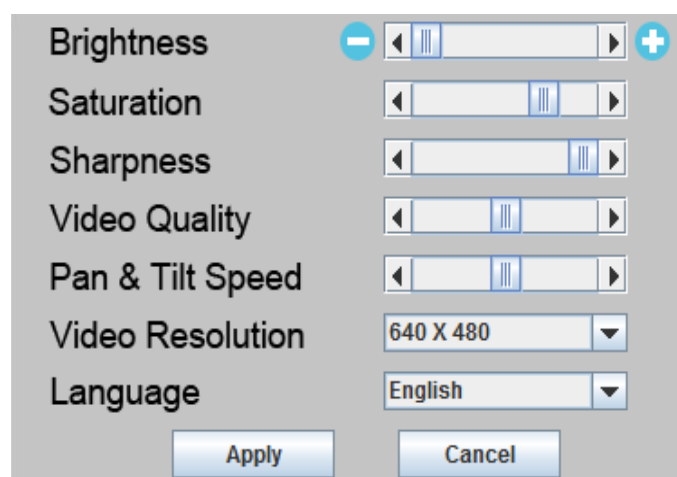 Brightness
Saturation
Sharpness
Video Quality
Pan & Tilt Speed
Video Resolution 640 X 480
Language English
Apply Cancel